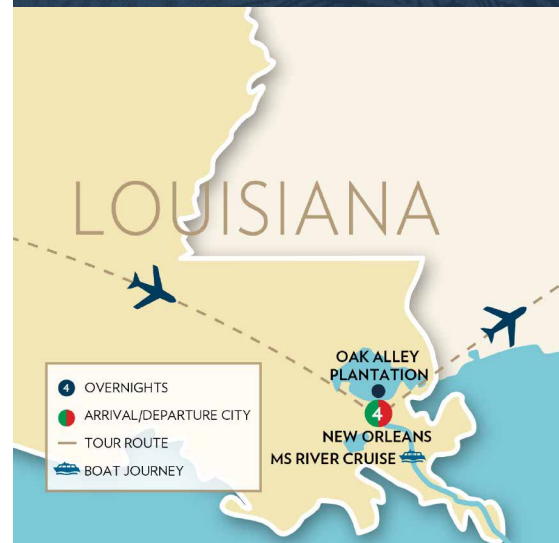 LOUISIANA
OAK ALLEY
PLANTATION
4
NEW ORLEANS
MS RIVER CRUISE
4 OVERNIGHTS
ARRIVAL/DEPARTURE CITY
TOUR ROUTE
BOAT JOURNEY